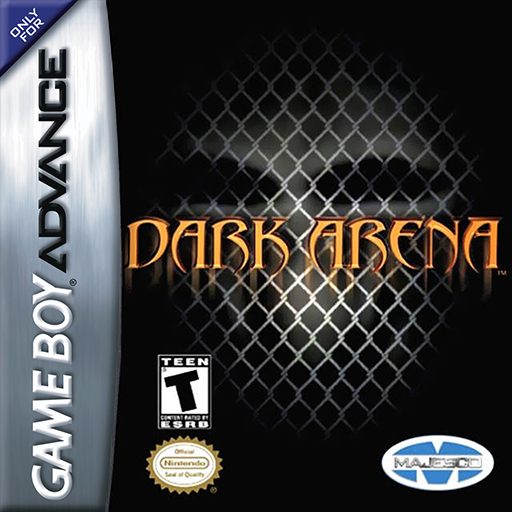 ONLY
FOR
GAME BOY ADVANCE
®
DARK ARENA
™
TEEN
T
CONTENT RATED BY
ESRB
Official
Nintendo
Seal of Quality
MAJESCO